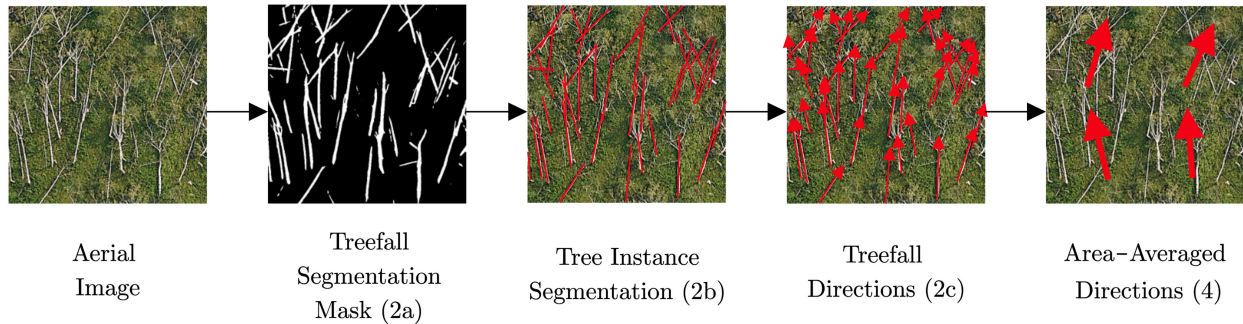 Aerial
Image
Treefall
Segmentation
Mask (2a)
Tree Instance
Segmentation (2b)
Treefall
Directions (2c)
Area-Averaged
Directions (4)